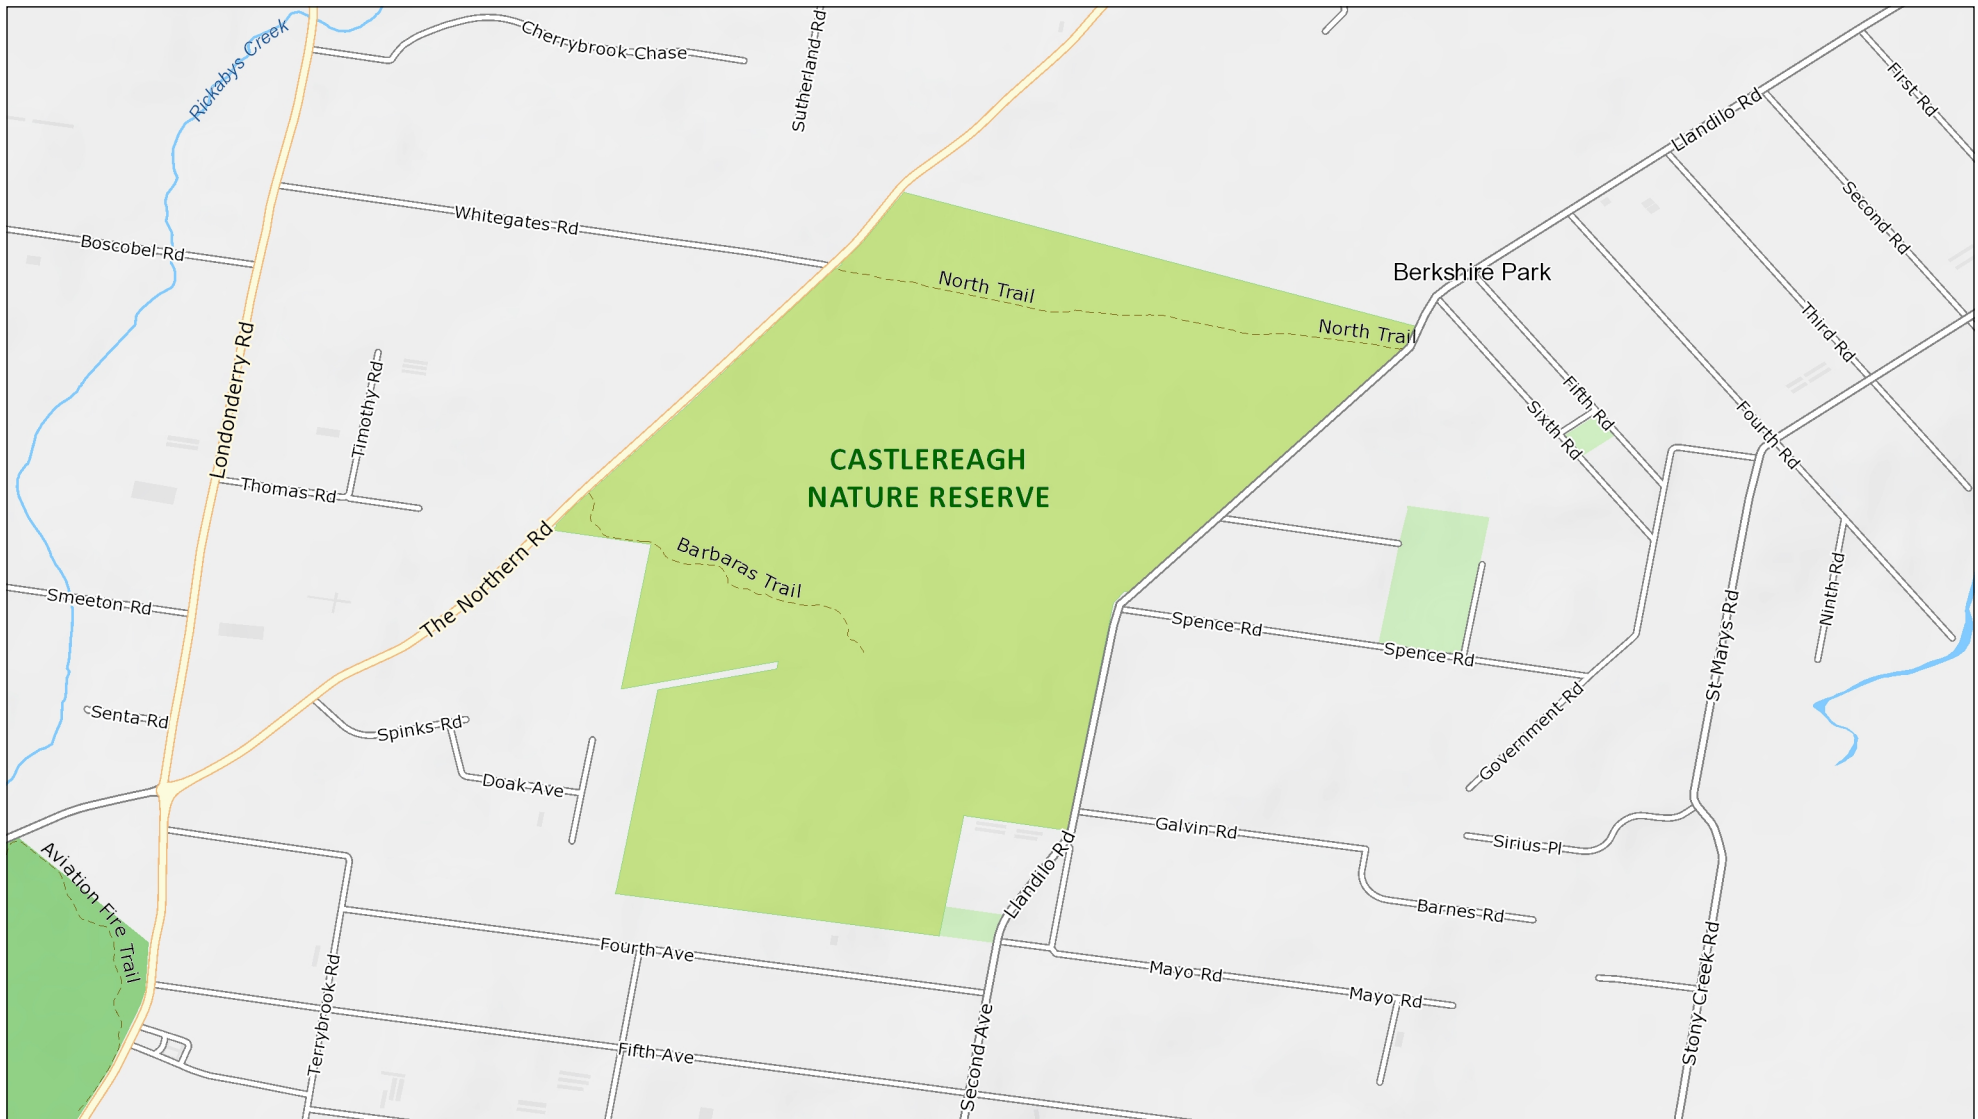 Rickabys Creek
Cherrybrook Chase
Sutherland Rd
First Rd
Llandilo Rd
Whitegates Rd
Second Rd
Boscobel Rd
Berkshire Park
North Trail
North Trail
Third Rd
Londonderry Rd
Timothy Rd
Fifth Rd
Sixth Rd
Fourth Rd
CASTLEREAGH
NATURE RESERVE
Thomas Rd
The Northern Rd
Barbaras Trail
Ninth Rd
Smeeton Rd
Spence Rd
Spence Rd
St Marys Rd
Government Rd
Senta Rd
Spinks Rd
Doak Ave
Galvin Rd
Sirius Pl
Llandilo Rd
Aviation Fire Trail
Barnes Rd
Fourth Ave
Mayo Rd
Mayo Rd
Terrybrook Rd
Stony Creek Rd
Fifth Ave
Second Ave